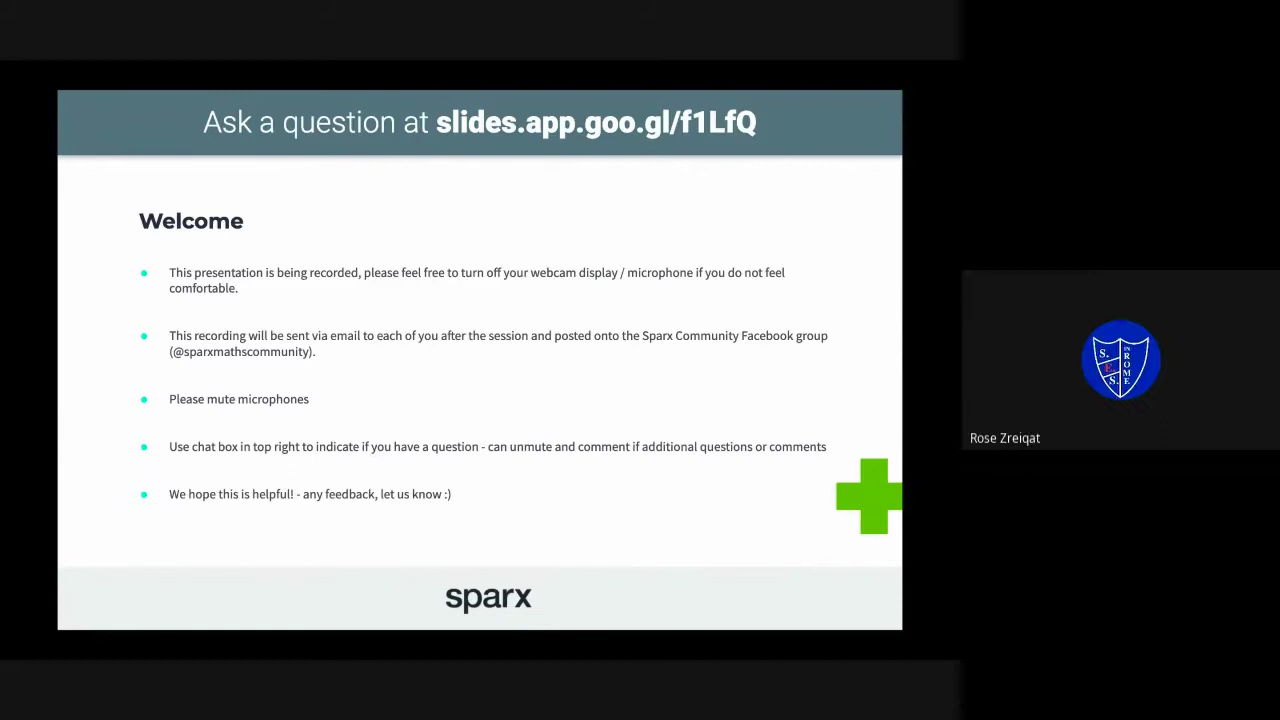 Ask a question at slides.app.goo.gl/f1LfQ
Welcome
This presentation is being recorded, please feel free to turn off your webcam display / microphone if you do not feel
comfortable.
This recording will be sent via email to each of you after the session and posted onto the Sparx Community Facebook group
(@sparxmathscommunity).
Please mute microphones
Use chat box in top right to indicate if you have a question - can unmute and comment if additional questions or comments
We hope this is helpful! - any feedback, let us know :)
sparx
S.
E.
S.
IN
ROME
Rose Zreiqat